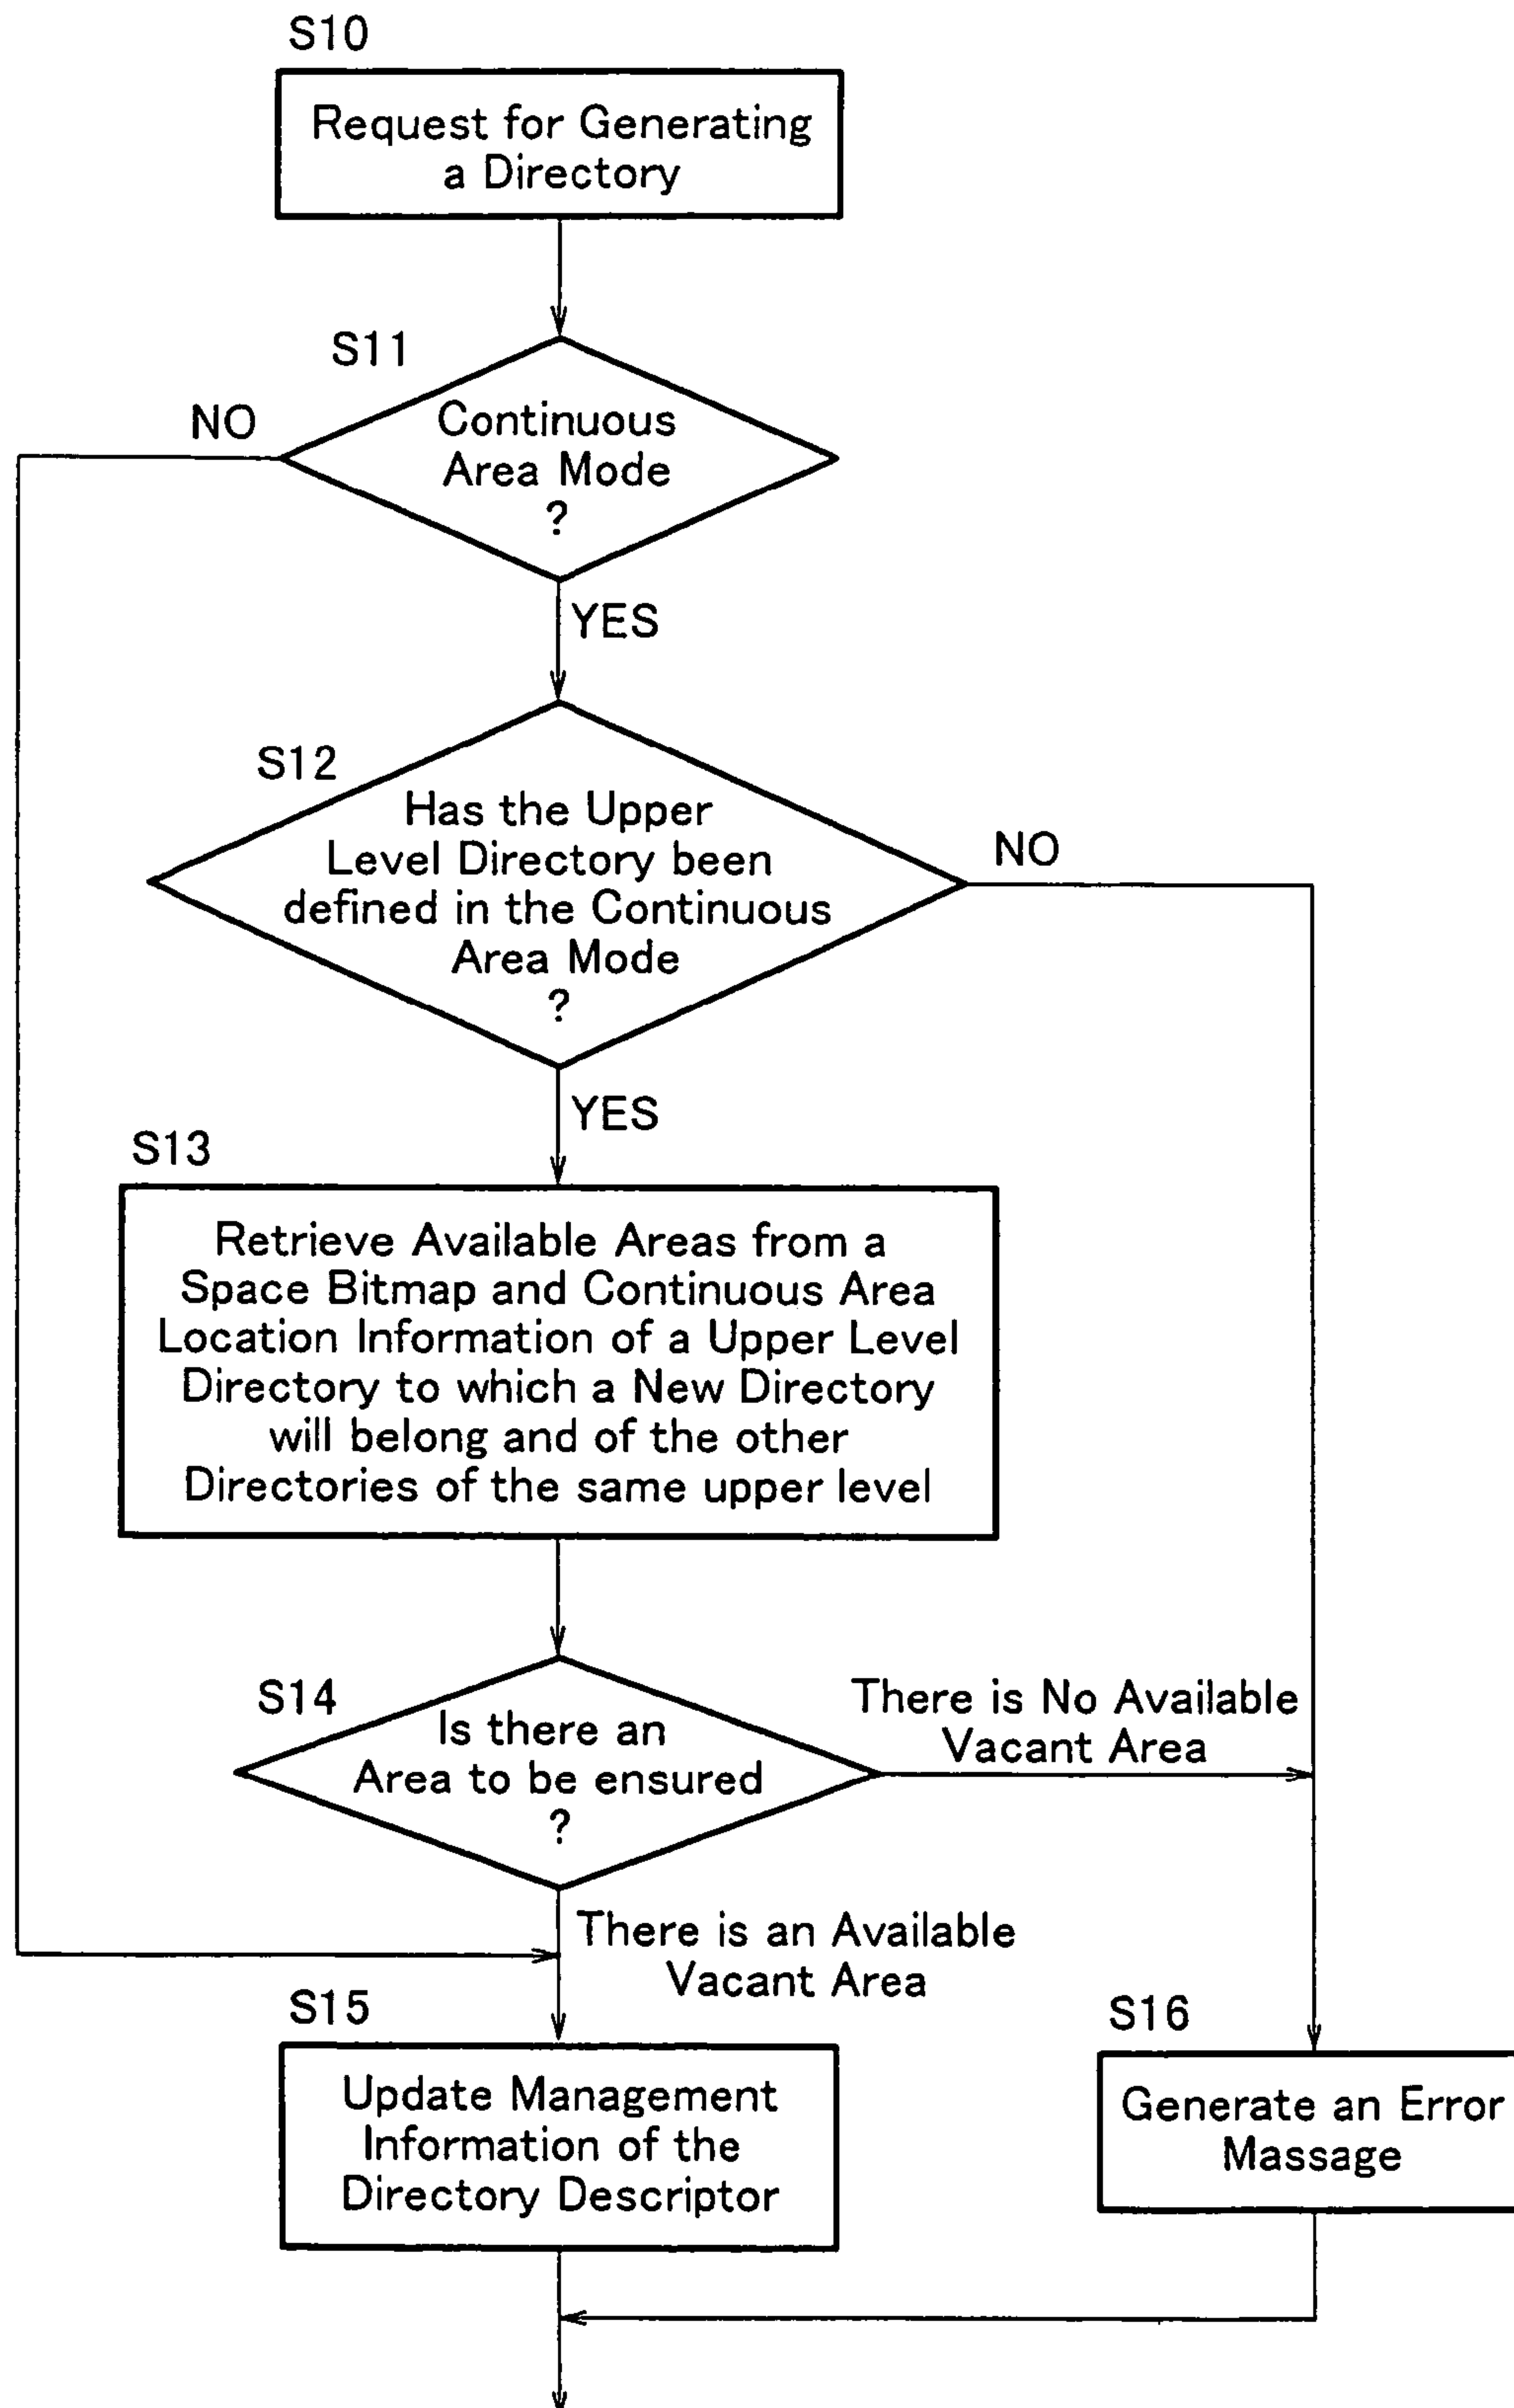 S10
Request for Generating
a Directory
S11
NO
Continuous
Area Mode
?
YES
S12
Has the Upper
Level Directory been
defined in the Continuous
Area Mode
?
NO
YES
S13
Retrieve Available Areas from a
Space Bitmap and Continuous Area
Location Information of a Upper Level
Directory to which a New Directory
will belong and of the other
Directories of the same upper level
S14
Is there an
Area to be ensured
?
There is No Available
Vacant Area
There is an Available
Vacant Area
S15
Update Management
Information of the
Directory Descriptor
S16
Generate an Error
Massage